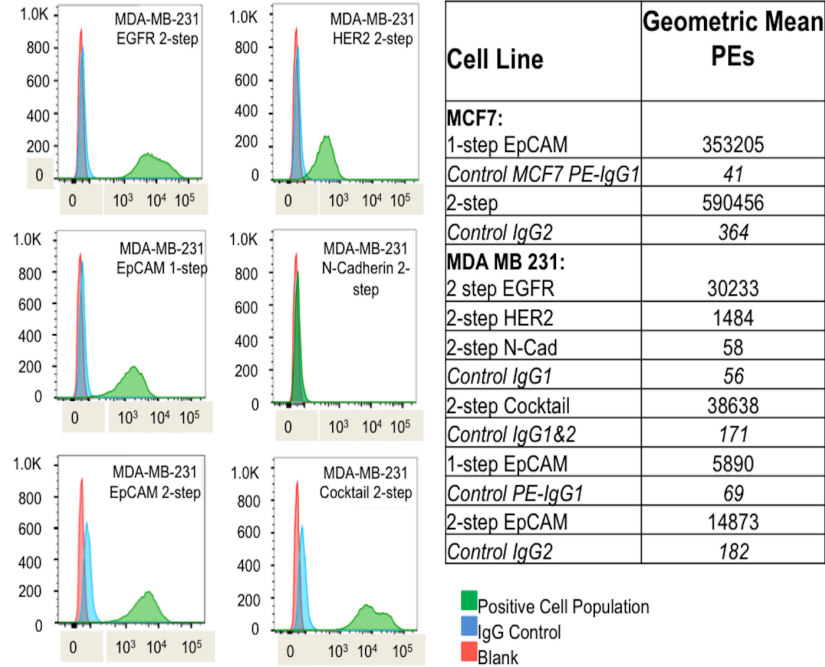 MDA-MB-231
EGFR 2-step
1.0K
800
600
400
200
0
0 10³ 10⁴ 10⁵
MDA-MB-231
HER2 2-step
1.0K
800
600
400
200
0
0 10³ 10⁴ 10⁵
MDA-MB-231
EpCAM 1-step
1.0K
800
600
400
200
0
0 10³ 10⁴ 10⁵
MDA-MB-231
N-Cadherin 2-
step
1.0K
800
600
400
200
0
0 10³ 10⁴ 10⁵
MDA-MB-231
EpCAM 2-step
1.0K
800
600
400
200
0
0 10³ 10⁴ 10⁵
MDA-MB-231
Cocktail 2-step
1.0K
800
600
400
200
0
0 10³ 10⁴ 10⁵
Cell Line Geometric Mean
PEs
MCF7:
1-step EpCAM 353205
Control MCF7 PE-IgG1 41
2-step 590456
Control IgG2 364
MDA MB 231:
2 step EGFR 30233
2-step HER2 1484
2-step N-Cad 58
Control IgG1 56
2-step Cocktail 38638
Control IgG1&2 171
1-step EpCAM 5890
Control PE-IgG1 69
2-step EpCAM 14873
Control IgG2 182
Positive Cell Population
IgG Control
Blank